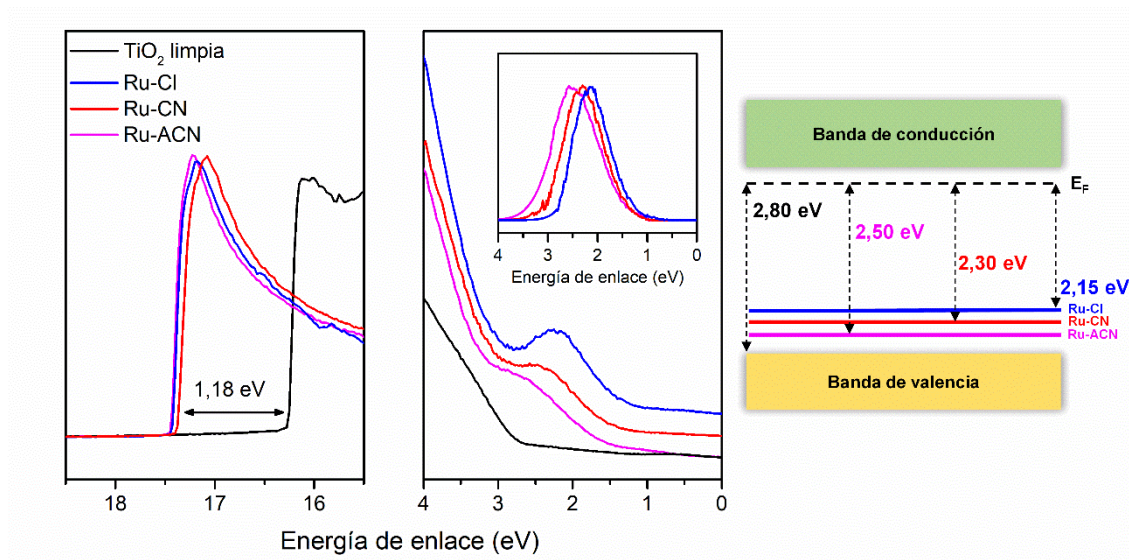 TiO₂ limpia
Ru-Cl
Ru-CN
Ru-ACN
1,18 eV
18 17 16
4 3 2 1 0
Energía de enlace (eV)
4 3 2 1 0
Energía de enlace (eV)
Banda de conducción
E_F
2,80 eV
2,50 eV
2,30 eV
2,15 eV
Ru-Cl
Ru-CN
Ru-ACN
Banda de valencia